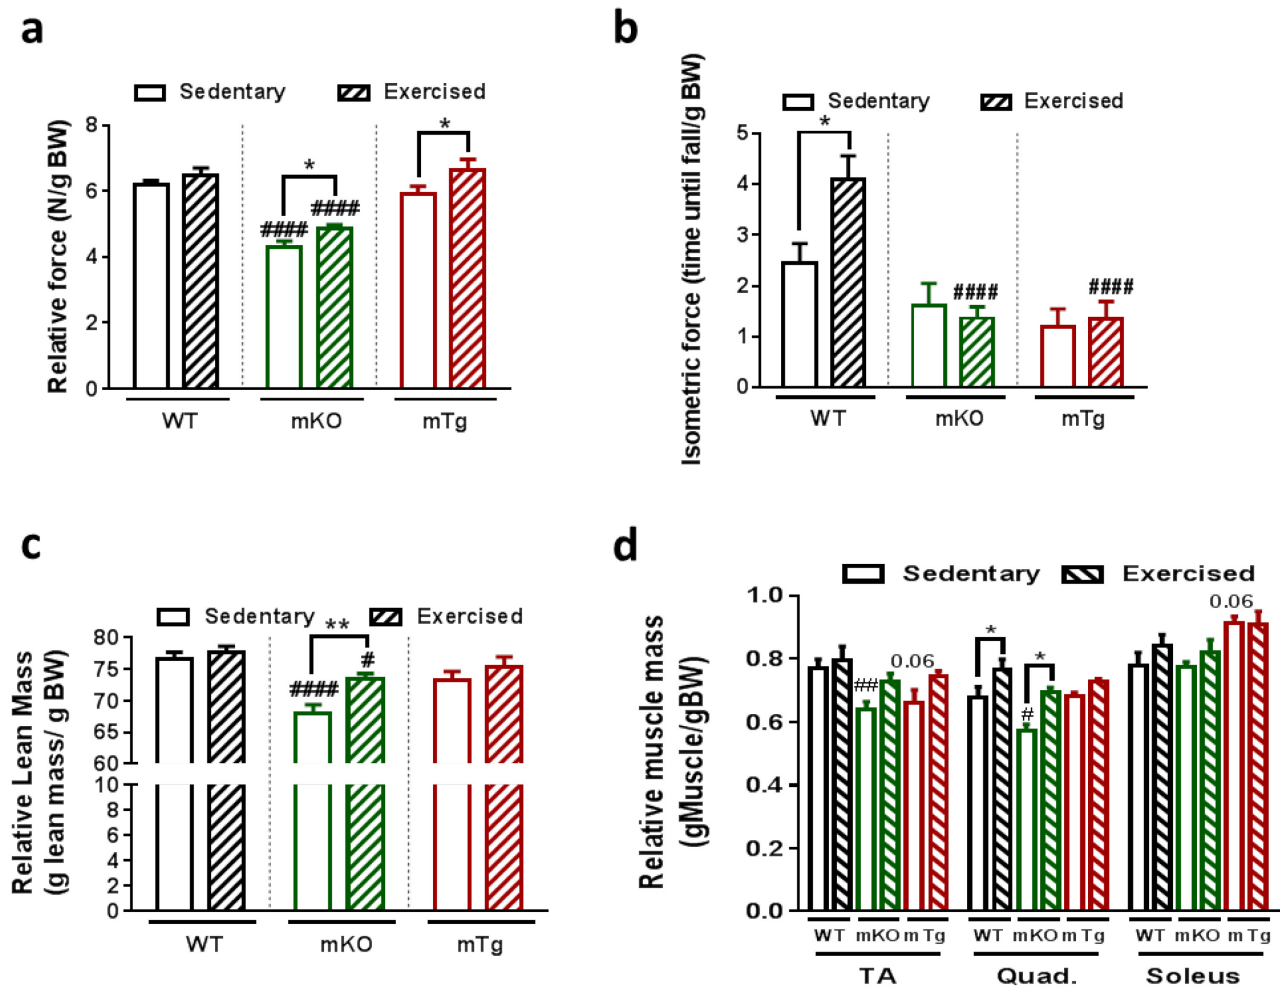 a
Sedentary Exercised
Relative force (N/g BW)
8
6
4
2
0
*
*
####
####
WT mKO mTg
b
Sedentary Exercised
Isometric force (time until fall/g BW)
5
4
3
2
1
0
*
####
####
WT mKO mTg
c
Sedentary Exercised
Relative Lean Mass
(g lean mass/ g BW)
80
75
70
65
60
10
8
6
4
2
0
**
#
####
WT mKO mTg
d
Sedentary Exercised
Relative muscle mass
(gMuscle/gBW)
1.0
0.8
0.6
0.4
0.2
0.0
0.06
*
*
0.06
##
#
WT mKO mTg WT mKO mTg WT mKO mTg
TA Quad. Soleus